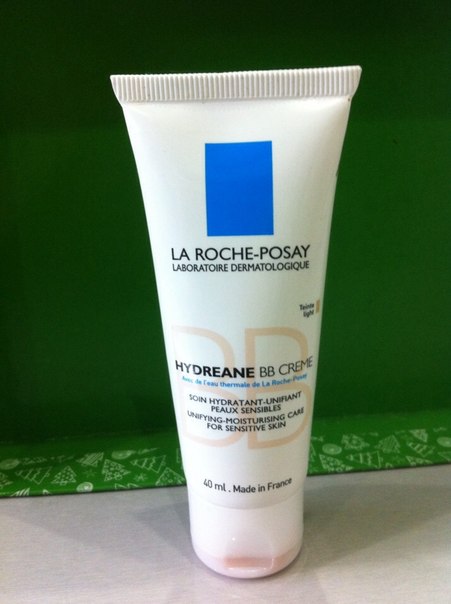 LA ROCHE-POSAY
LABORATOIRE DERMATOLOGIQUE
Teinte
light
BB
HYDREANE BB CREME
Avec de l'eau thermale de La Roche-Posay
SOIN HYDRATANT-UNIFIANT
PEAUX SENSIBLES
UNIFYING-MOISTURISING CARE
FOR SENSITIVE SKIN
40 ml . Made in France